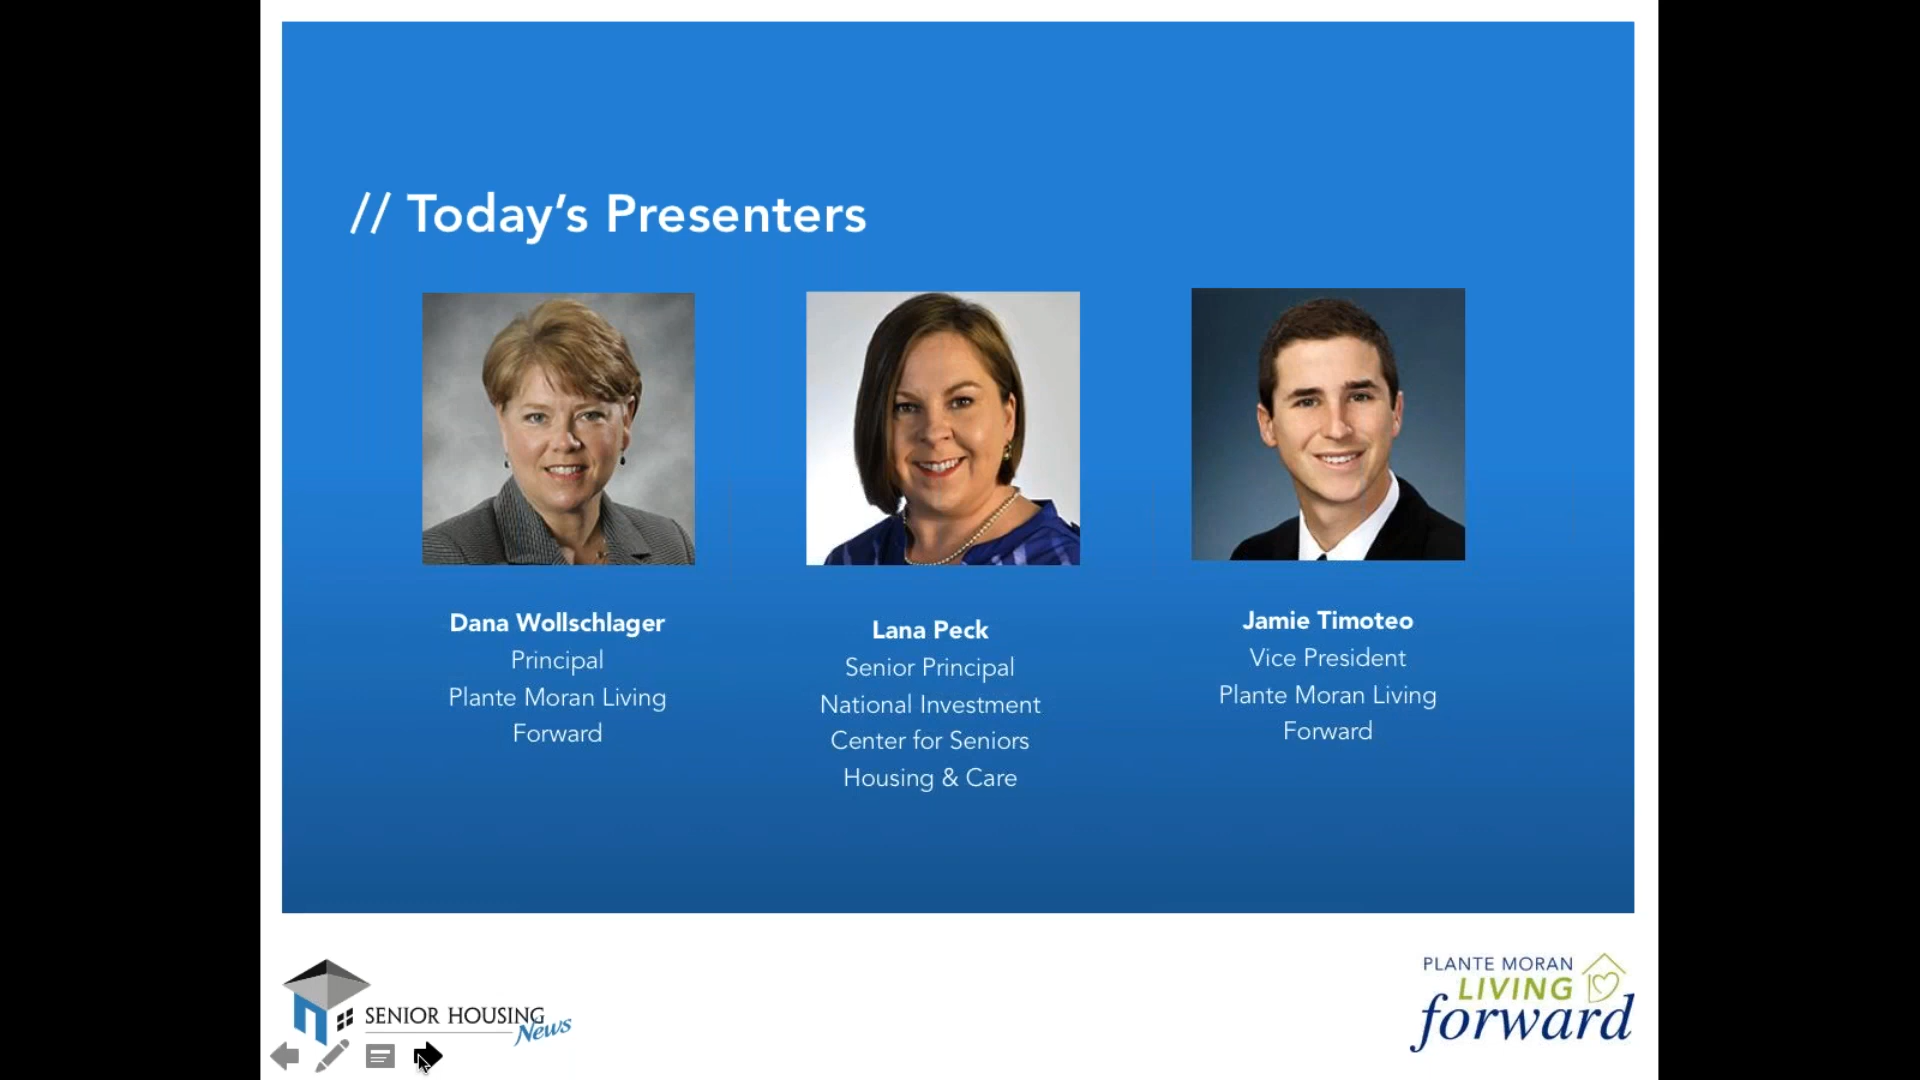 // Today's Presenters
Dana Wollschlager
Principal
Plante Moran Living
Forward
Lana Peck
Senior Principal
National Investment
Center for Seniors
Housing & Care
Jamie Timoteo
Vice President
Plante Moran Living
Forward
SENIOR HOUSING
News
PLANTE MORAN
LIVING
forward